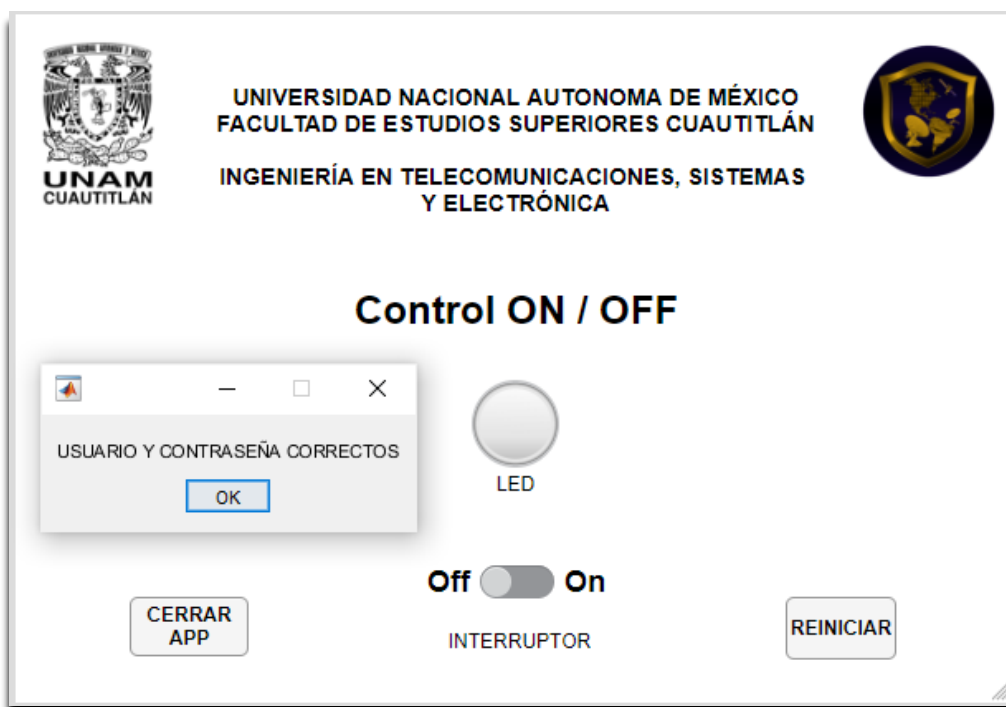 UNIVERSIDAD NACIONAL AUTONOMA DE MÉXICO
FACULTAD DE ESTUDIOS SUPERIORES CUAUTITLÁN
INGENIERÍA EN TELECOMUNICACIONES, SISTEMAS
Y ELECTRÓNICA
UNAM
CUAUTITLÁN
Control ON / OFF
USUARIO Y CONTRASEÑA CORRECTOS
OK
LED
Off On
INTERRUPTOR
CERRAR
APP
REINICIAR